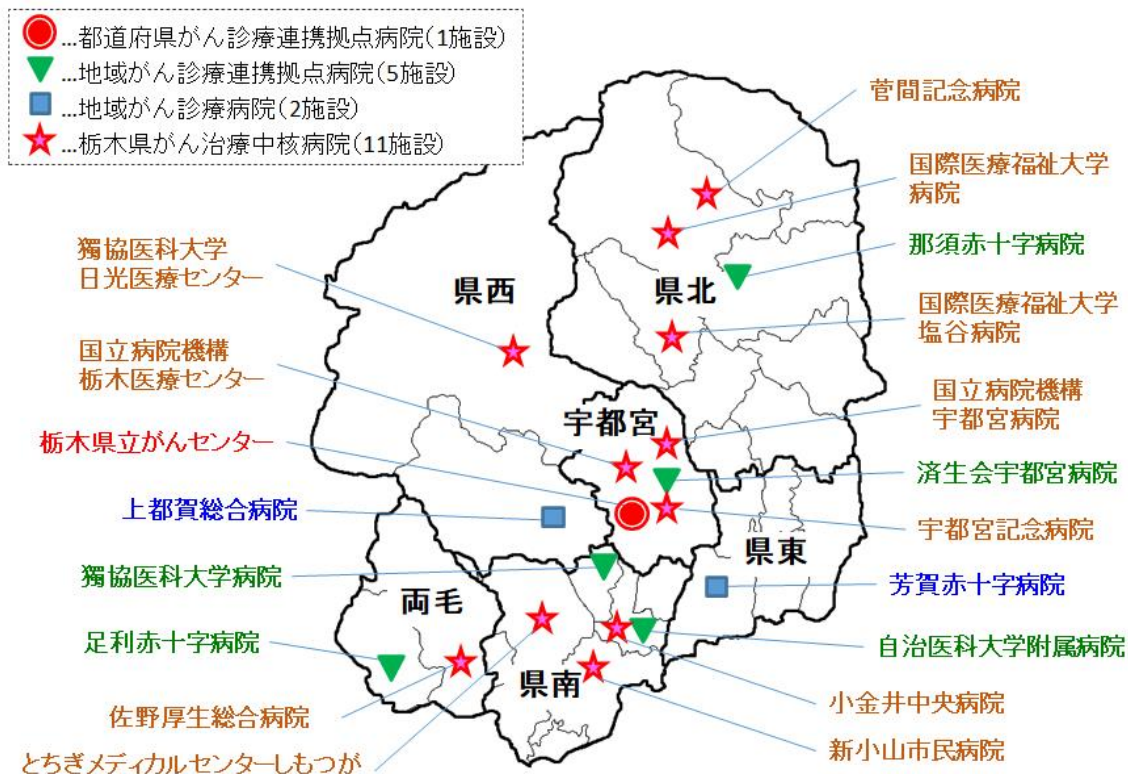 …都道府県がん診療連携拠点病院(1施設)
…地域がん診療連携拠点病院(5施設)
…地域がん診療病院(2施設)
…栃木県がん治療中核病院(11施設)
菅間記念病院
国際医療福祉大学
病院
那須赤十字病院
国際医療福祉大学
塩谷病院
国立病院機構
宇都宮病院
済生会宇都宮病院
宇都宮記念病院
芳賀赤十字病院
自治医科大学附属病院
小金井中央病院
新小山市民病院
獨協医科大学
日光医療センター
国立病院機構
栃木医療センター
栃木県立がんセンター
上都賀総合病院
獨協医科大学病院
足利赤十字病院
佐野厚生総合病院
とちぎメディカルセンターしもつが
県西
県北
宇都宮
県東
両毛
県南